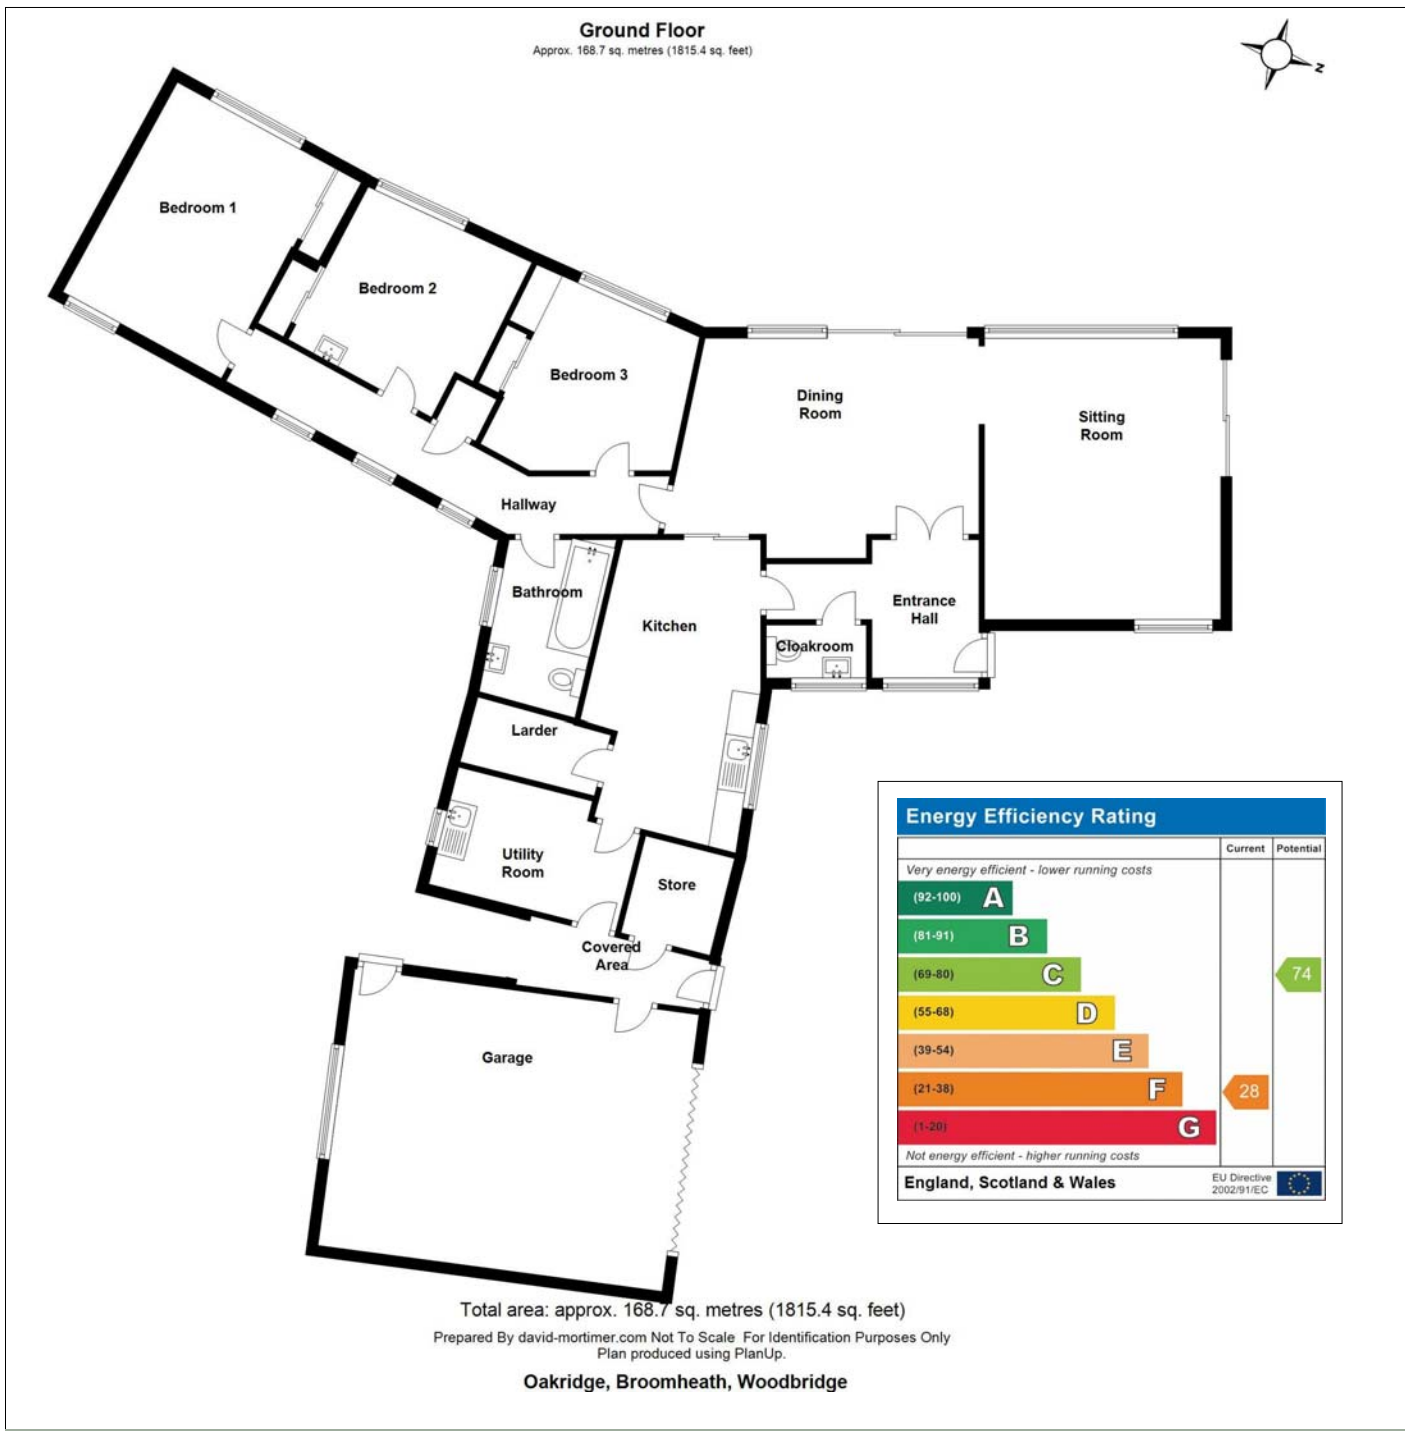 Ground Floor
Approx. 168.7 sq. metres (1815.4 sq. feet)
N
Bedroom 1
Bedroom 2
Bedroom 3
Dining
Room
Sitting
Room
Hallway
Bathroom
Kitchen
Entrance
Hall
Cloakroom
Larder
Utility
Room
Store
Covered
Area
Garage
Energy Efficiency Rating
Current Potential
Very energy efficient - lower running costs
(92-100) A
(81-91) B
(69-80) C
74
(55-68) D
(39-54) E
(21-38) F
28
(1-20) G
Not energy efficient - higher running costs
England, Scotland & Wales
EU Directive
2002/91/EC
Total area: approx. 168.7 sq. metres (1815.4 sq. feet)
Prepared By david-mortimer.com Not To Scale For Identification Purposes Only
Plan produced using PlanUp.
Oakridge, Broomheath, Woodbridge